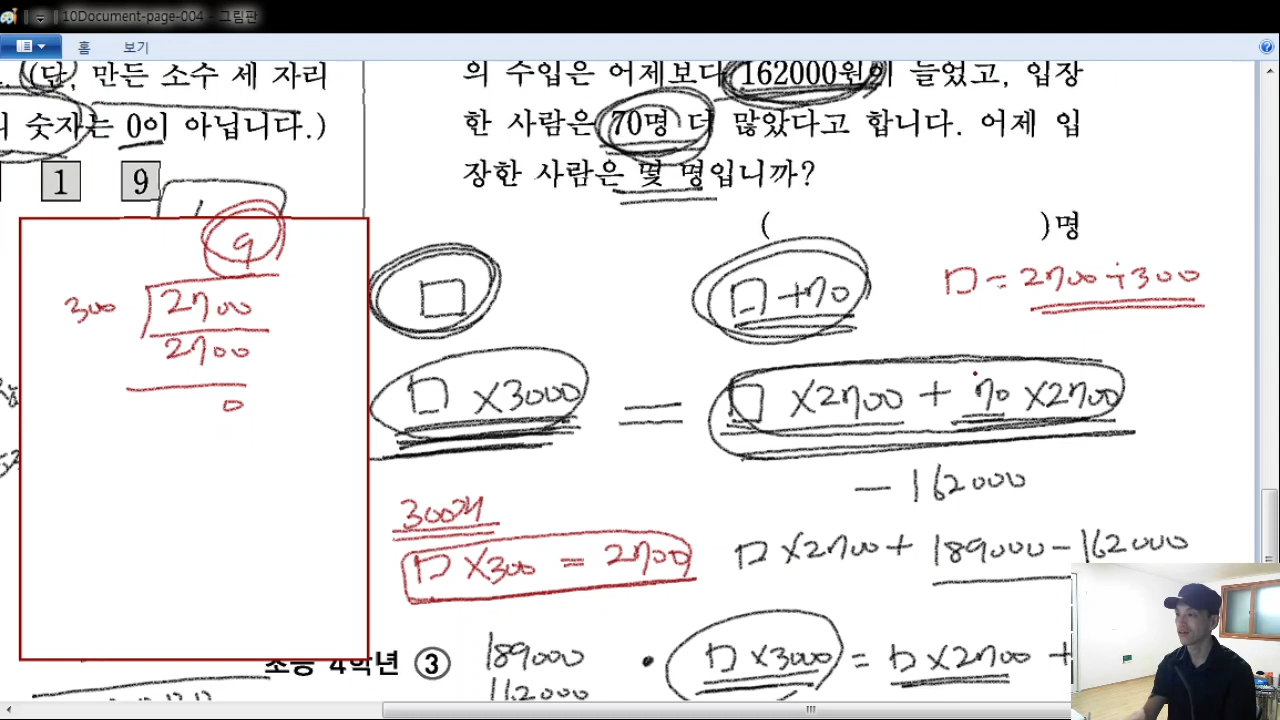 10Document-page-004 - 그림판
홈 보기
(단, 만든 소수 세 자리
숫자는 0이 아닙니다.)
1 9
의 수입은 어제보다 162000원이 늘었고, 입장
한 사람은 70명 더 많았다고 합니다. 어제 입
장한 사람은 몇 명입니까?
( )명
9
300 2700
2700
0
□
□ +70
□ = 2700÷300
□ ×3000 = □ ×2700 + 70 ×2700
- 162000
□ ×300 = 2700
□ ×2700 + 189000 - 162000
초등 4학년 ③
189000
162000
• □ ×3000 = □ ×2700 +